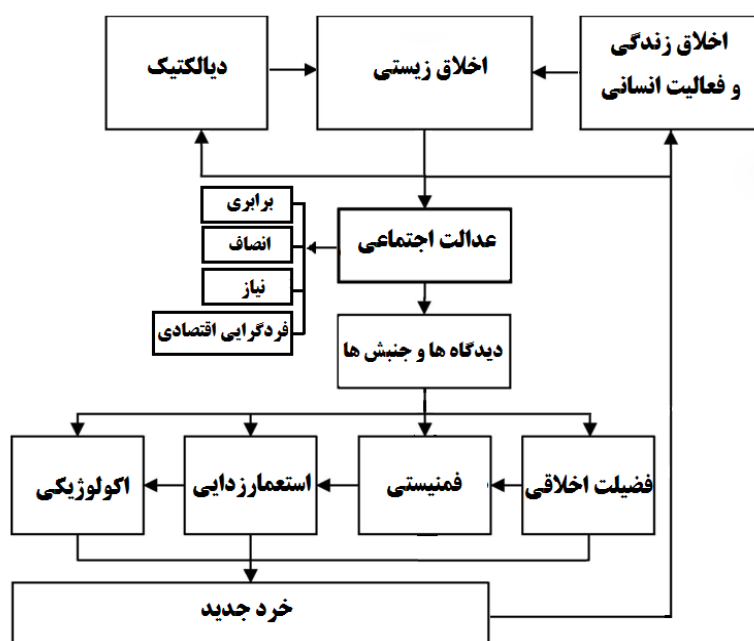 اخلاق زندگی
و فعالیت انسانی
اخلاق زیستی
دیالکتیک
عدالت اجتماعی
برابری
انصاف
نیاز
فردگرایی اقتصادی
دیدگاه ها و جنبش ها
فضیلت اخلاقی
فمنیستی
استعمارزدایی
اکولوژیکی
خرد جدید